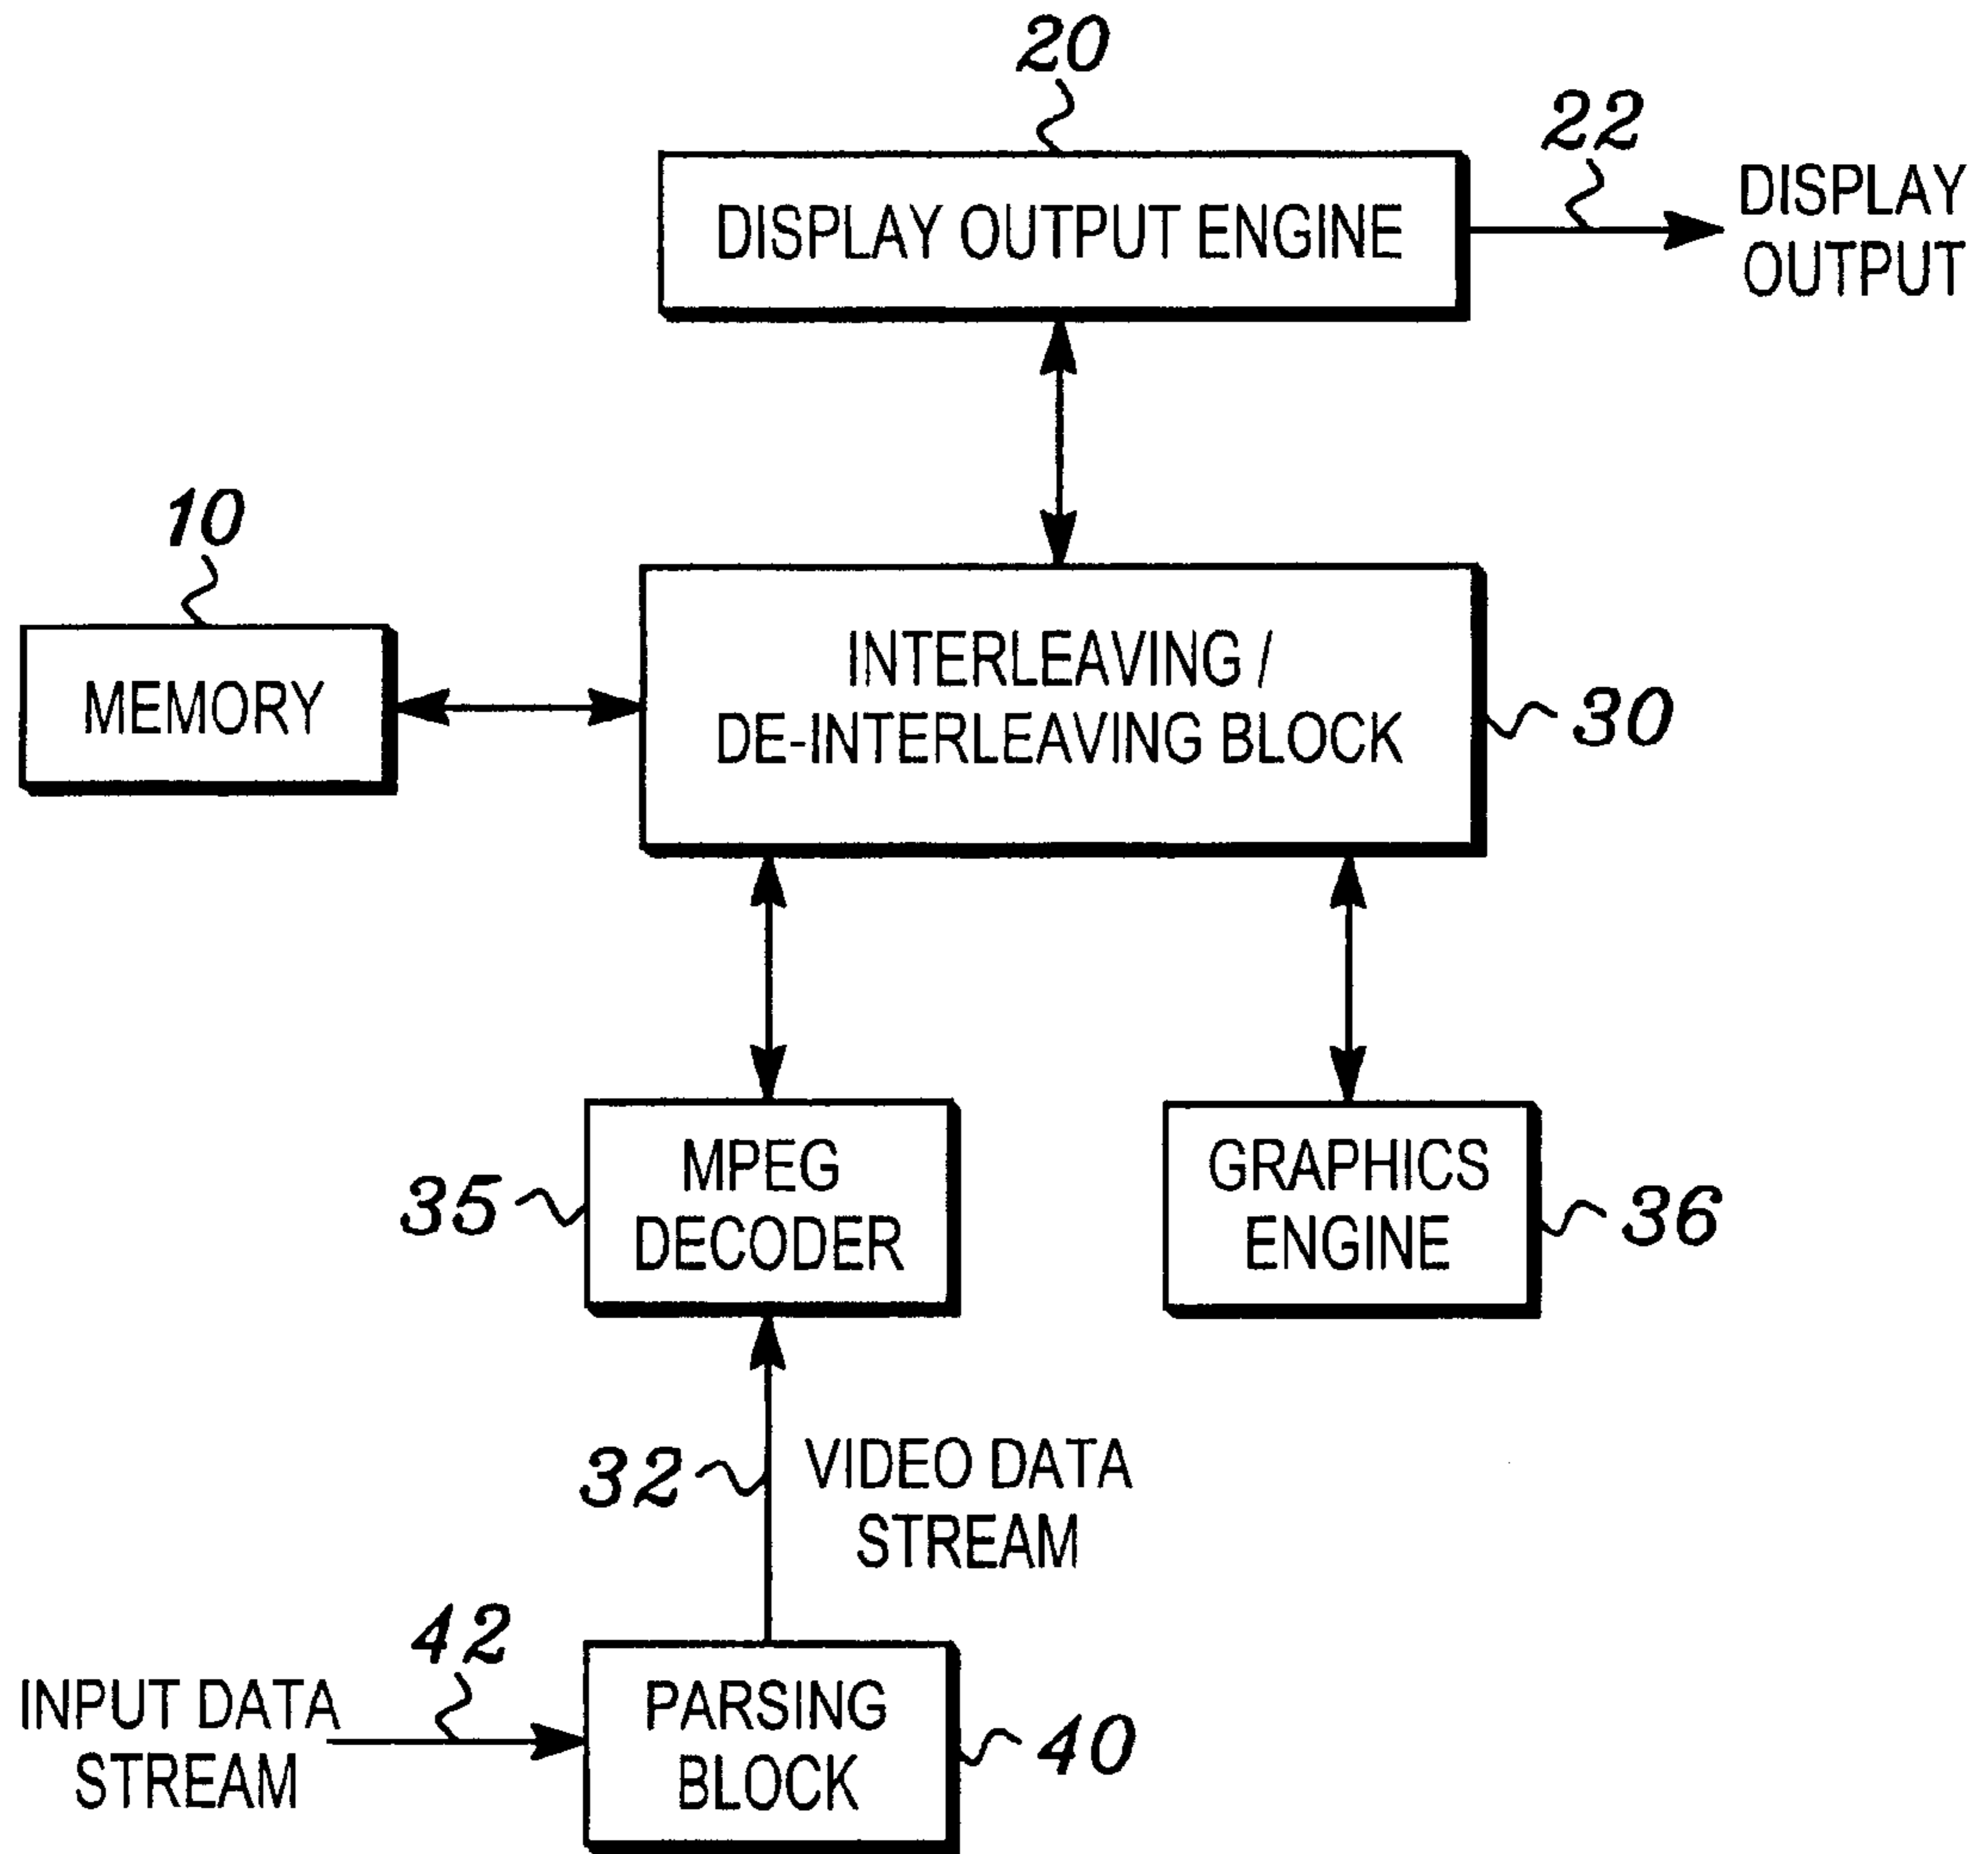 20
22
DISPLAY OUTPUT ENGINE
DISPLAY
OUTPUT
10
MEMORY
INTERLEAVING /
DE-INTERLEAVING BLOCK
30
35
MPEG
DECODER
GRAPHICS
ENGINE
36
32
VIDEO DATA
STREAM
42
INPUT DATA
STREAM
PARSING
BLOCK
40